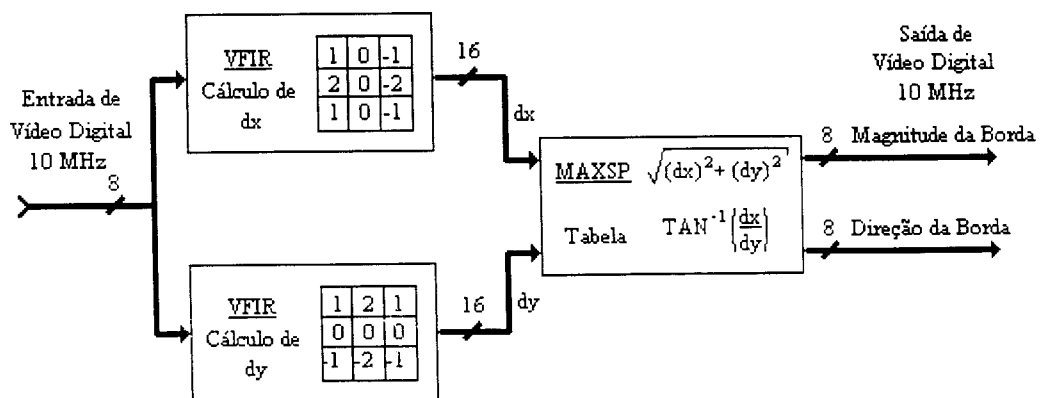 Entrada de
Vídeo Digital
10 MHz
8
VFIR
Cálculo de
dx
1 0 -1
2 0 -2
1 0 -1
16
dx
VFIR
Cálculo de
dy
1 2 1
0 0 0
-1 -2 -1
16
dy
MAXSP √(dx)²+ (dy)²
Tabela TAN⁻¹{dx/dy}
Saída de
Vídeo Digital
10 MHz
8 Magnitude da Borda
8 Direção da Borda